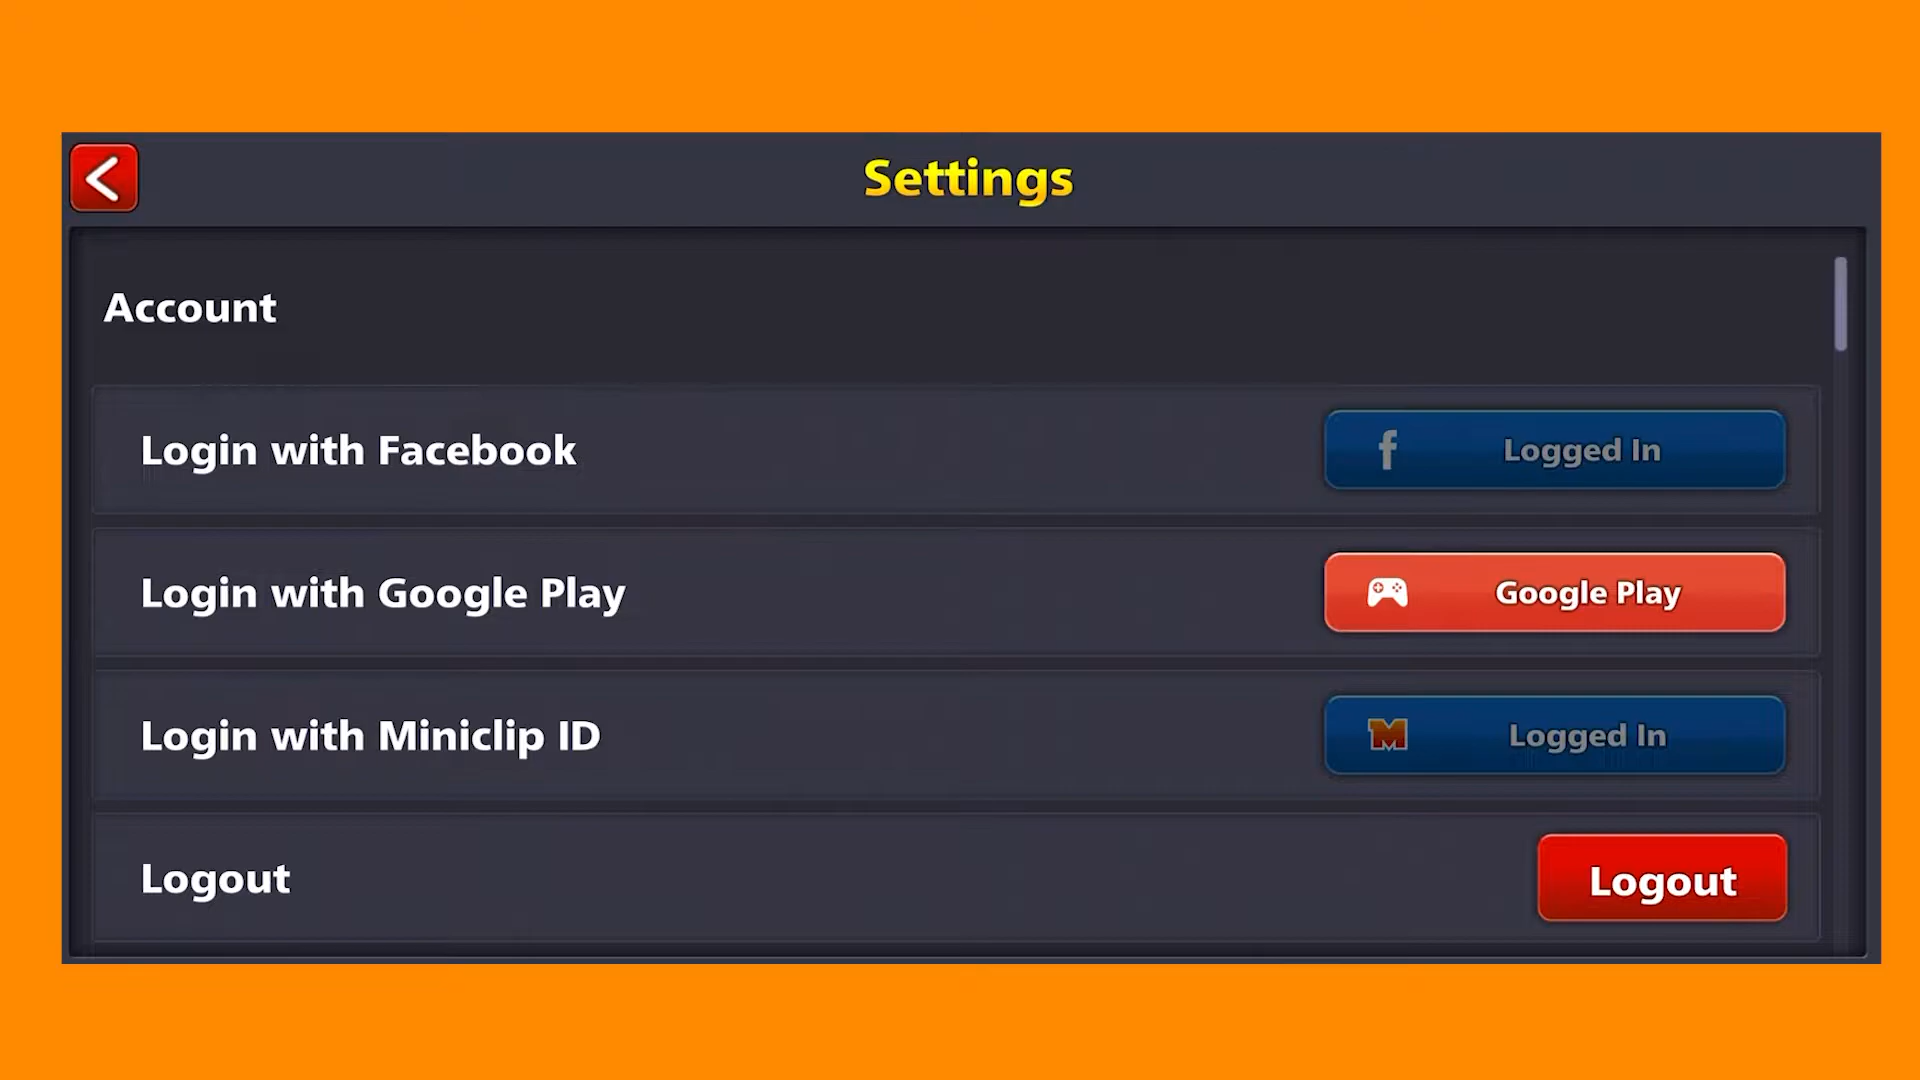 Settings
Account
Login with Facebook
f Logged In
Login with Google Play
Google Play
Login with Miniclip ID
M Logged In
Logout
Logout